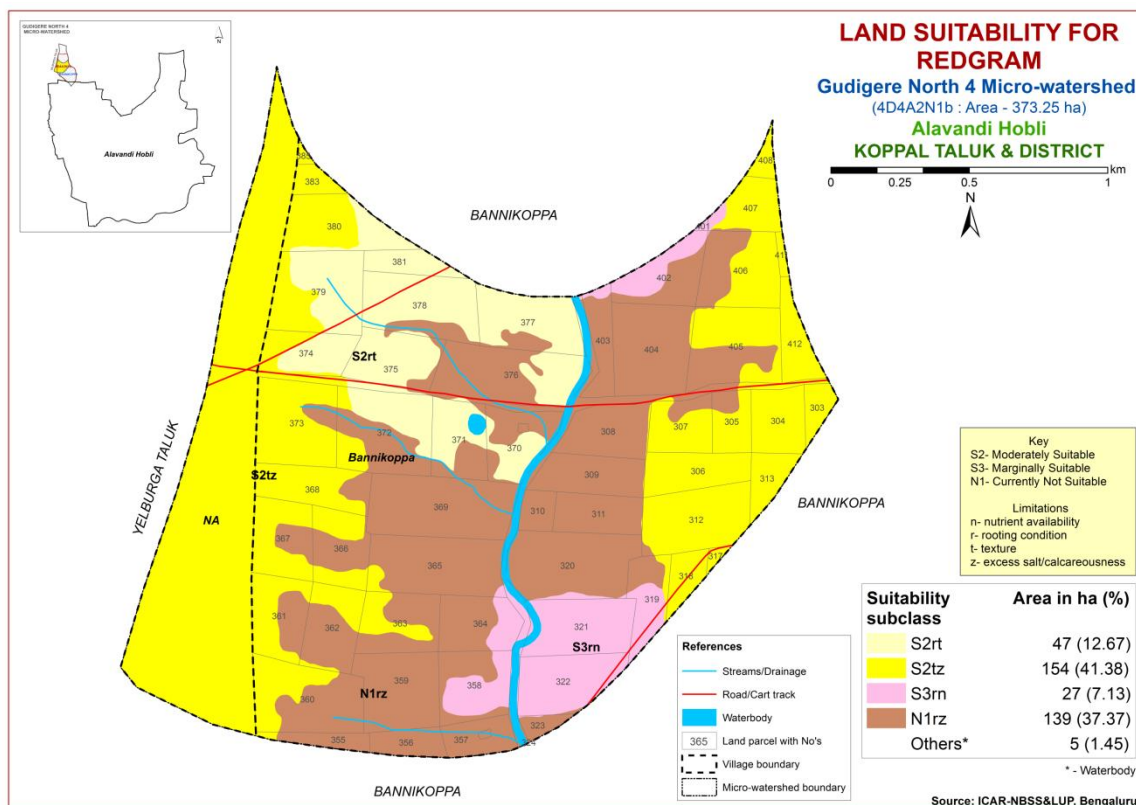 GUDIGERE NORTH 4
MICRO-WATERSHED
N
Alavandi Hobli
LAND SUITABILITY FOR
REDGRAM
Gudigere North 4 Micro-watershed
(4D4A2N1b : Area - 373.25 ha)
Alavandi Hobli
KOPPAL TALUK & DISTRICT
km
0 0.25 0.5 1
N
BANNIKOPPA
385
383
380
381
379
378
377
374
S2rt
375
376
408
407
401
402
406
403
404
405
412
373
372
371
370
Bannikoppa
308
307
305
304
303
S2tz
368
369
309
306
313
310
311
312
NA
YELBURGA TALUK
BANNIKOPPA
367
366
365
320
317
316
319
361
362
363
364
321
S3rn
359
358
322
N1rz
360
355
356
357
323
BANNIKOPPA
Key
S2- Moderately Suitable
S3- Marginally Suitable
N1- Currently Not Suitable
Limitations
n- nutrient availability
r- rooting condition
t- texture
z- excess salt/calcareousness
References
Streams/Drainage
Road/Cart track
Waterbody
365 Land parcel with No's
Village boundary
Micro-watershed boundary
Suitability subclass Area in ha (%)
S2rt 47 (12.67)
S2tz 154 (41.38)
S3rn 27 (7.13)
N1rz 139 (37.37)
Others* 5 (1.45)
* - Waterbody
Source: ICAR-NBSS&LUP, Bengaluru